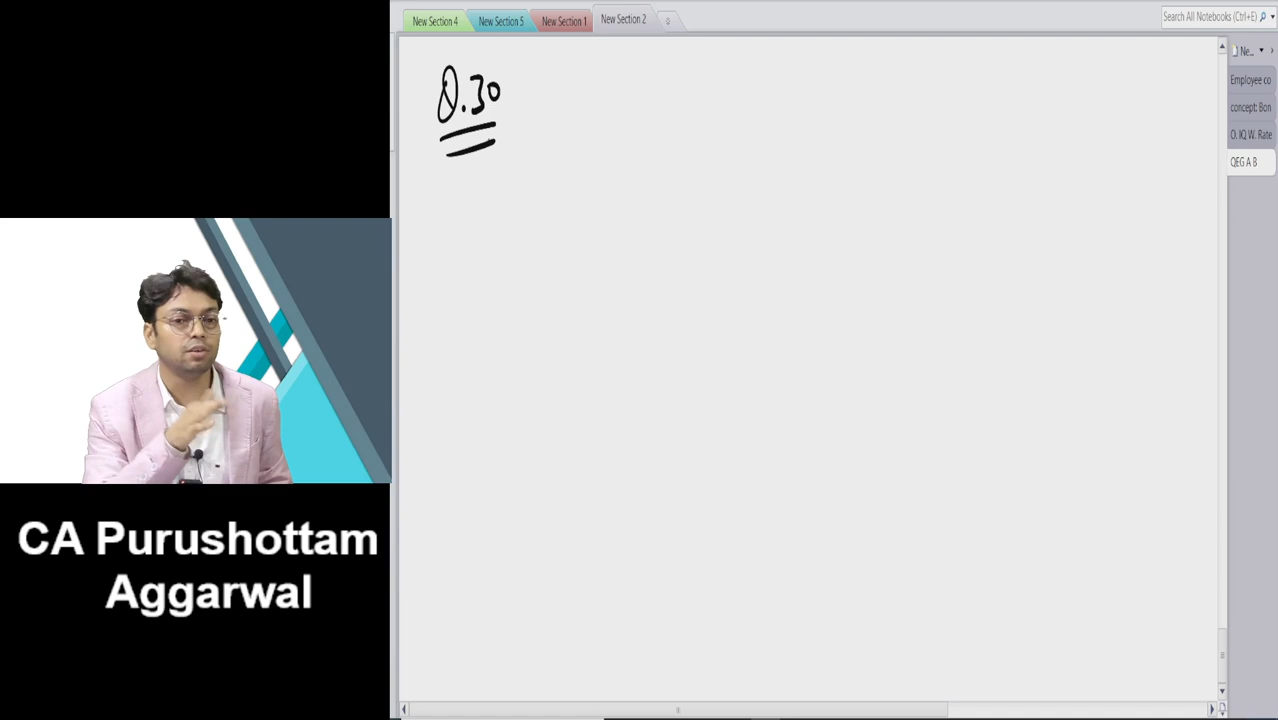 New Section 4
New Section 5
New Section 1
New Section 2
Search All Notebooks (Ctrl+E)
Ne...
Employee co
concept: Bon
O. IQ W. Rate
QEG A B
Q.30
CA Purushottam
Aggarwal